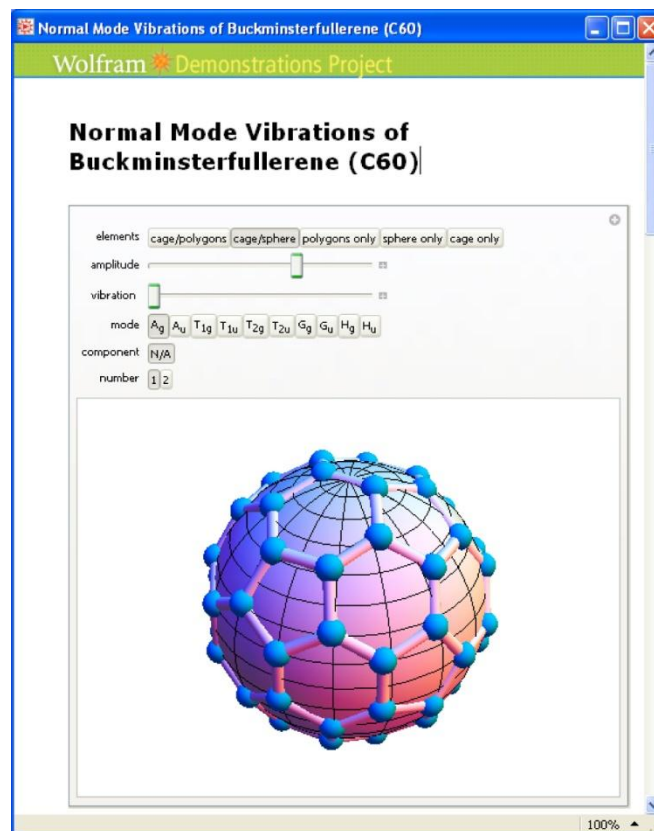 Normal Mode Vibrations of Buckminsterfullerene (C60)
Wolfram Demonstrations Project
Normal Mode Vibrations of
Buckminsterfullerene (C60)
elements cage/polygons cage/sphere polygons only sphere only cage only
amplitude
vibration
mode Ag Au T1g T1u T2g T2u Gg Gu Hg Hu
component N/A
number 1 2
100%